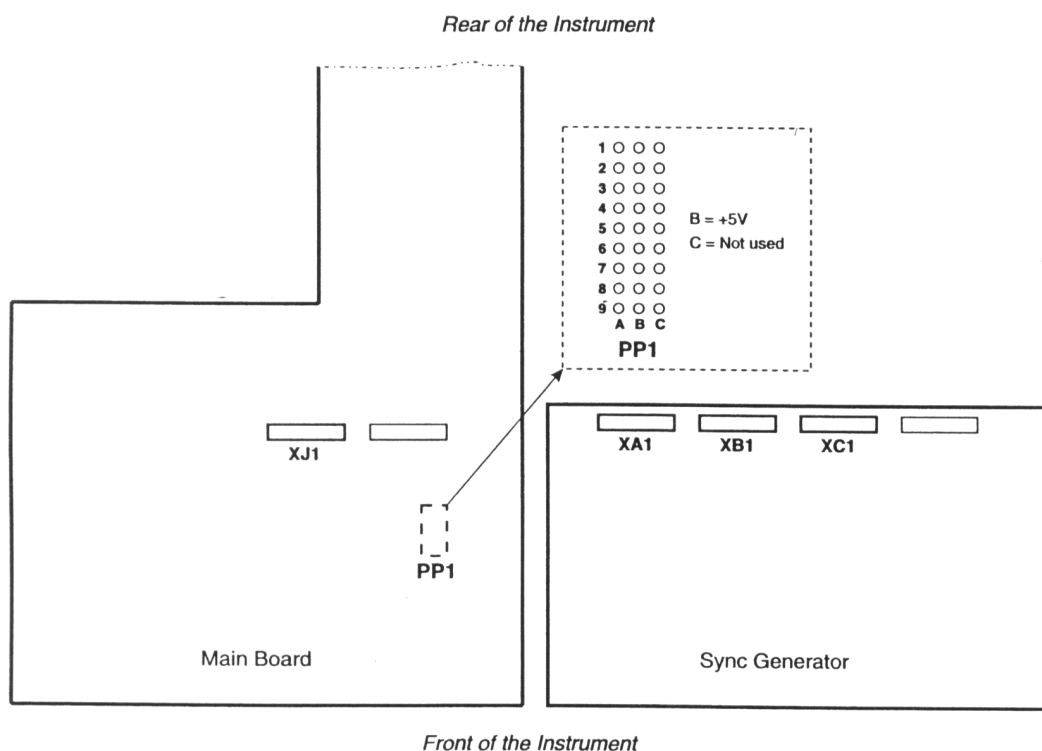 Rear of the Instrument
1
2
3
4
5
6
7
8
9
A B C
PP1
B = +5V
C = Not used
XJ1
XA1
XB1
XC1
PP1
Main Board
Sync Generator
Front of the Instrument